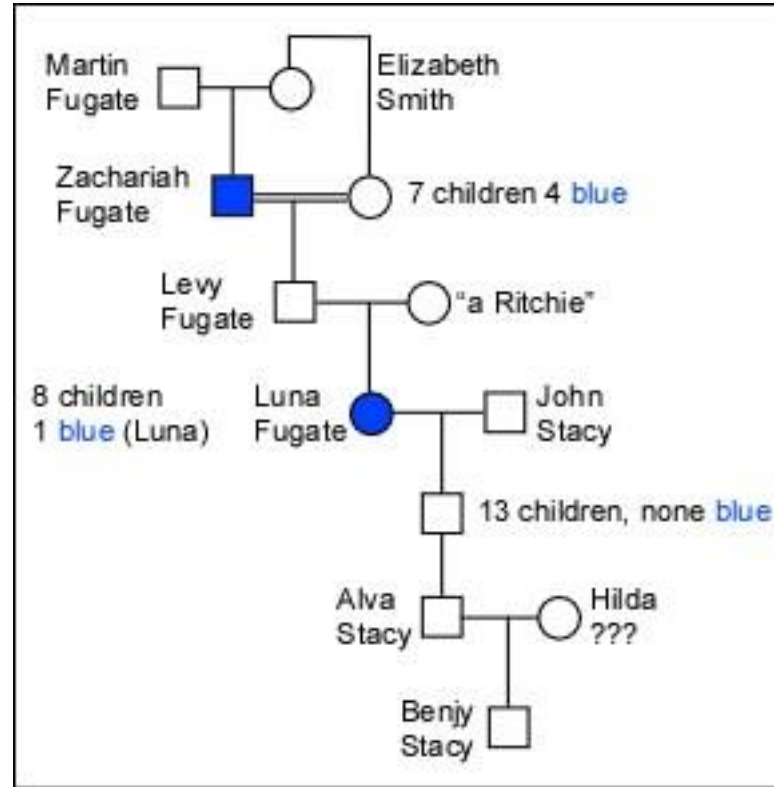 Martin
Fugate
Elizabeth
Smith
Zachariah
Fugate
7 children 4 blue
Levy
Fugate
"a Ritchie"
8 children
1 blue (Luna)
Luna
Fugate
John
Stacy
13 children, none blue
Alva
Stacy
Hilda
???
Benjy
Stacy